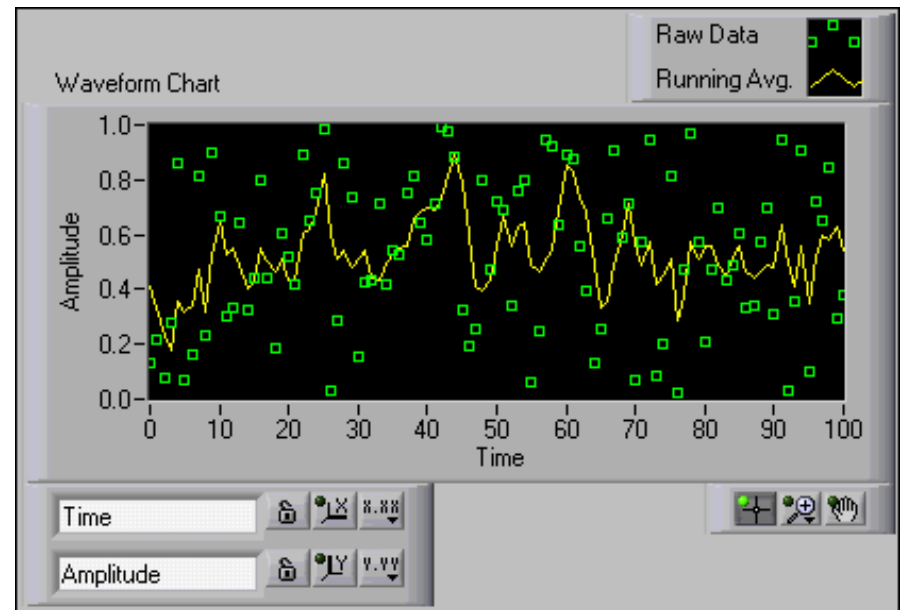 Raw Data
Running Avg.
Waveform Chart
1.0
0.8
0.6
0.4
0.2
0.0
Amplitude
0 10 20 30 40 50 60 70 80 90 100
Time
Time
X
X.XX
Amplitude
Y
Y.YY